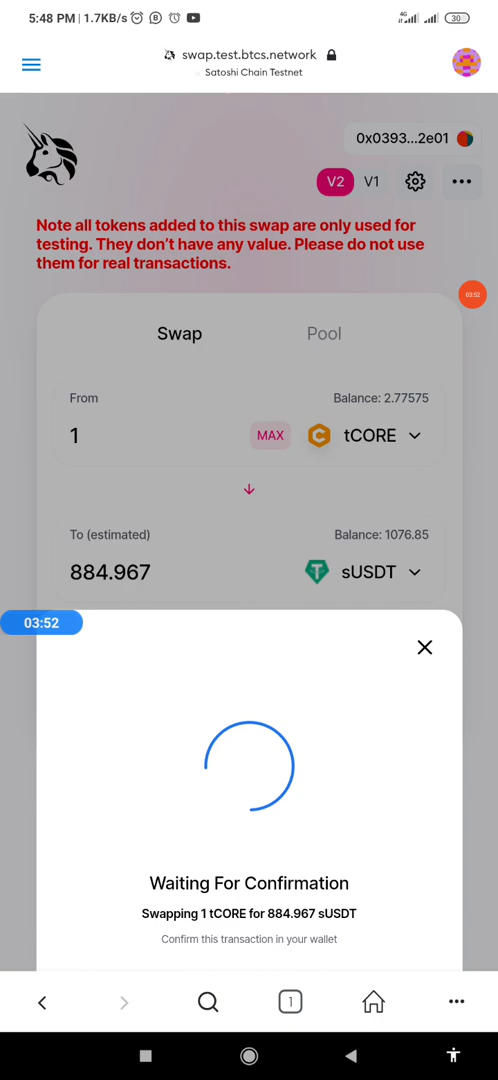 5:48 PM | 1.7KB/s
4G
30
swap.test.btcs.network
Satoshi Chain Testnet
0x0393...2e01
V2 V1
Note all tokens added to this swap are only used for
testing. They don't have any value. Please do not use
them for real transactions.
03:52
Swap Pool
From Balance: 2.77575
1 MAX C tCORE
To (estimated) Balance: 1076.85
884.967 sUSDT
03:52
Waiting For Confirmation
Swapping 1 tCORE for 884.967 sUSDT
Confirm this transaction in your wallet
1